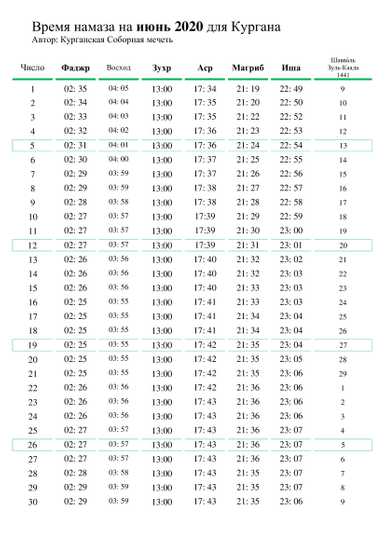 Время намаза на июнь 2020 для Кургана
Автор: Курганская Соборная мечеть
Шавваль
Зуль-Каада
1441
Число Фаджр Восход Зухр Аср Магриб Иша
1 02: 35 04: 05 13:00 17: 34 21: 19 22: 49 9
2 02: 34 04: 04 13:00 17: 35 21: 20 22: 50 10
3 02: 33 04: 03 13:00 17: 35 21: 22 22: 52 11
4 02: 32 04: 02 13:00 17: 36 21: 23 22: 53 12
5 02: 31 04: 01 13:00 17: 36 21: 24 22: 54 13
6 02: 30 04: 00 13:00 17: 37 21: 25 22: 55 14
7 02: 29 03: 59 13:00 17: 37 21: 26 22: 56 15
8 02: 29 03: 59 13:00 17: 38 21: 27 22: 57 16
9 02: 28 03: 58 13:00 17: 38 21: 28 22: 58 17
10 02: 27 03: 57 13:00 17:39 21: 29 22: 59 18
11 02: 27 03: 57 13:00 17:39 21: 30 23: 00 19
12 02: 27 03: 57 13:00 17:39 21: 31 23: 01 20
13 02: 26 03: 56 13:00 17: 40 21: 32 23: 02 21
14 02: 26 03: 56 13:00 17: 40 21: 32 23: 03 22
15 02: 26 03: 56 13:00 17: 40 21: 33 23: 03 23
16 02: 25 03: 55 13:00 17: 41 21: 33 23: 03 24
17 02: 25 03: 55 13:00 17: 41 21: 34 23: 04 25
18 02: 25 03: 55 13:00 17: 41 21: 34 23: 04 26
19 02: 25 03: 55 13:00 17: 42 21: 35 23: 04 27
20 02: 25 03: 55 13:00 17: 42 21: 35 23: 05 28
21 02: 25 03: 55 13:00 17: 42 21: 35 23: 06 29
22 02: 26 03: 56 13:00 17: 42 21: 36 23: 06 1
23 02: 26 03: 56 13:00 17: 42 21: 36 23: 06 2
24 02: 26 03: 56 13:00 17: 42 21: 36 23: 06 3
25 02: 27 03: 57 13:00 17: 43 21: 36 23: 07 4
26 02: 27 03: 57 13:00 17: 43 21: 36 23: 07 5
27 02: 27 03: 57 13:00 17: 43 21: 36 23: 07 6
28 02: 28 03: 58 13:00 17: 43 21: 35 23: 07 7
29 02: 29 03: 59 13:00 17: 43 21: 35 23: 07 8
30 02: 29 03: 59 13:00 17: 43 21: 35 23: 06 9